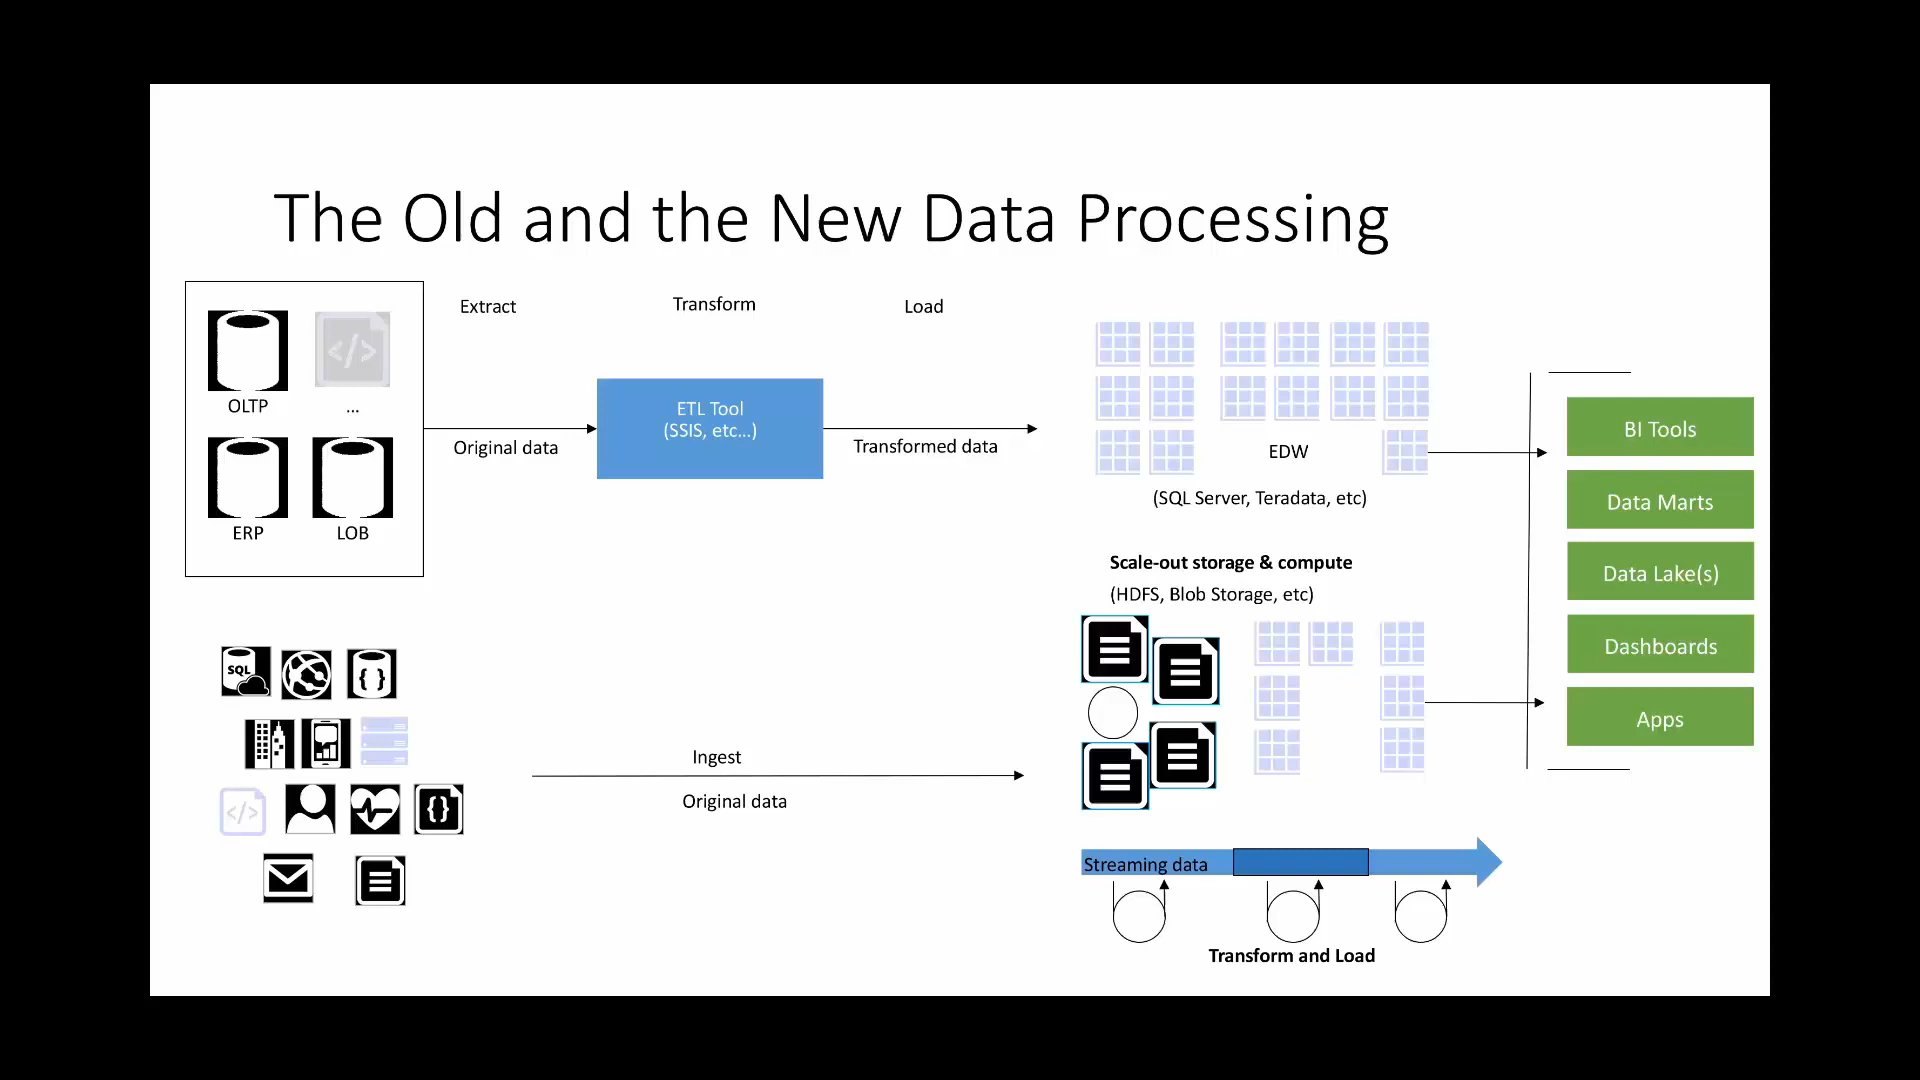 The Old and the New Data Processing
Extract
Transform
Load
OLTP
</>
...
ERP
LOB
Original data
ETL Tool
(SSIS, etc...)
Transformed data
EDW
(SQL Server, Teradata, etc)
BI Tools
Data Marts
Data Lake(s)
Dashboards
Apps
Scale-out storage & compute
(HDFS, Blob Storage, etc)
SQL
{ }
</>
{}
Ingest
Original data
Streaming data
Transform and Load